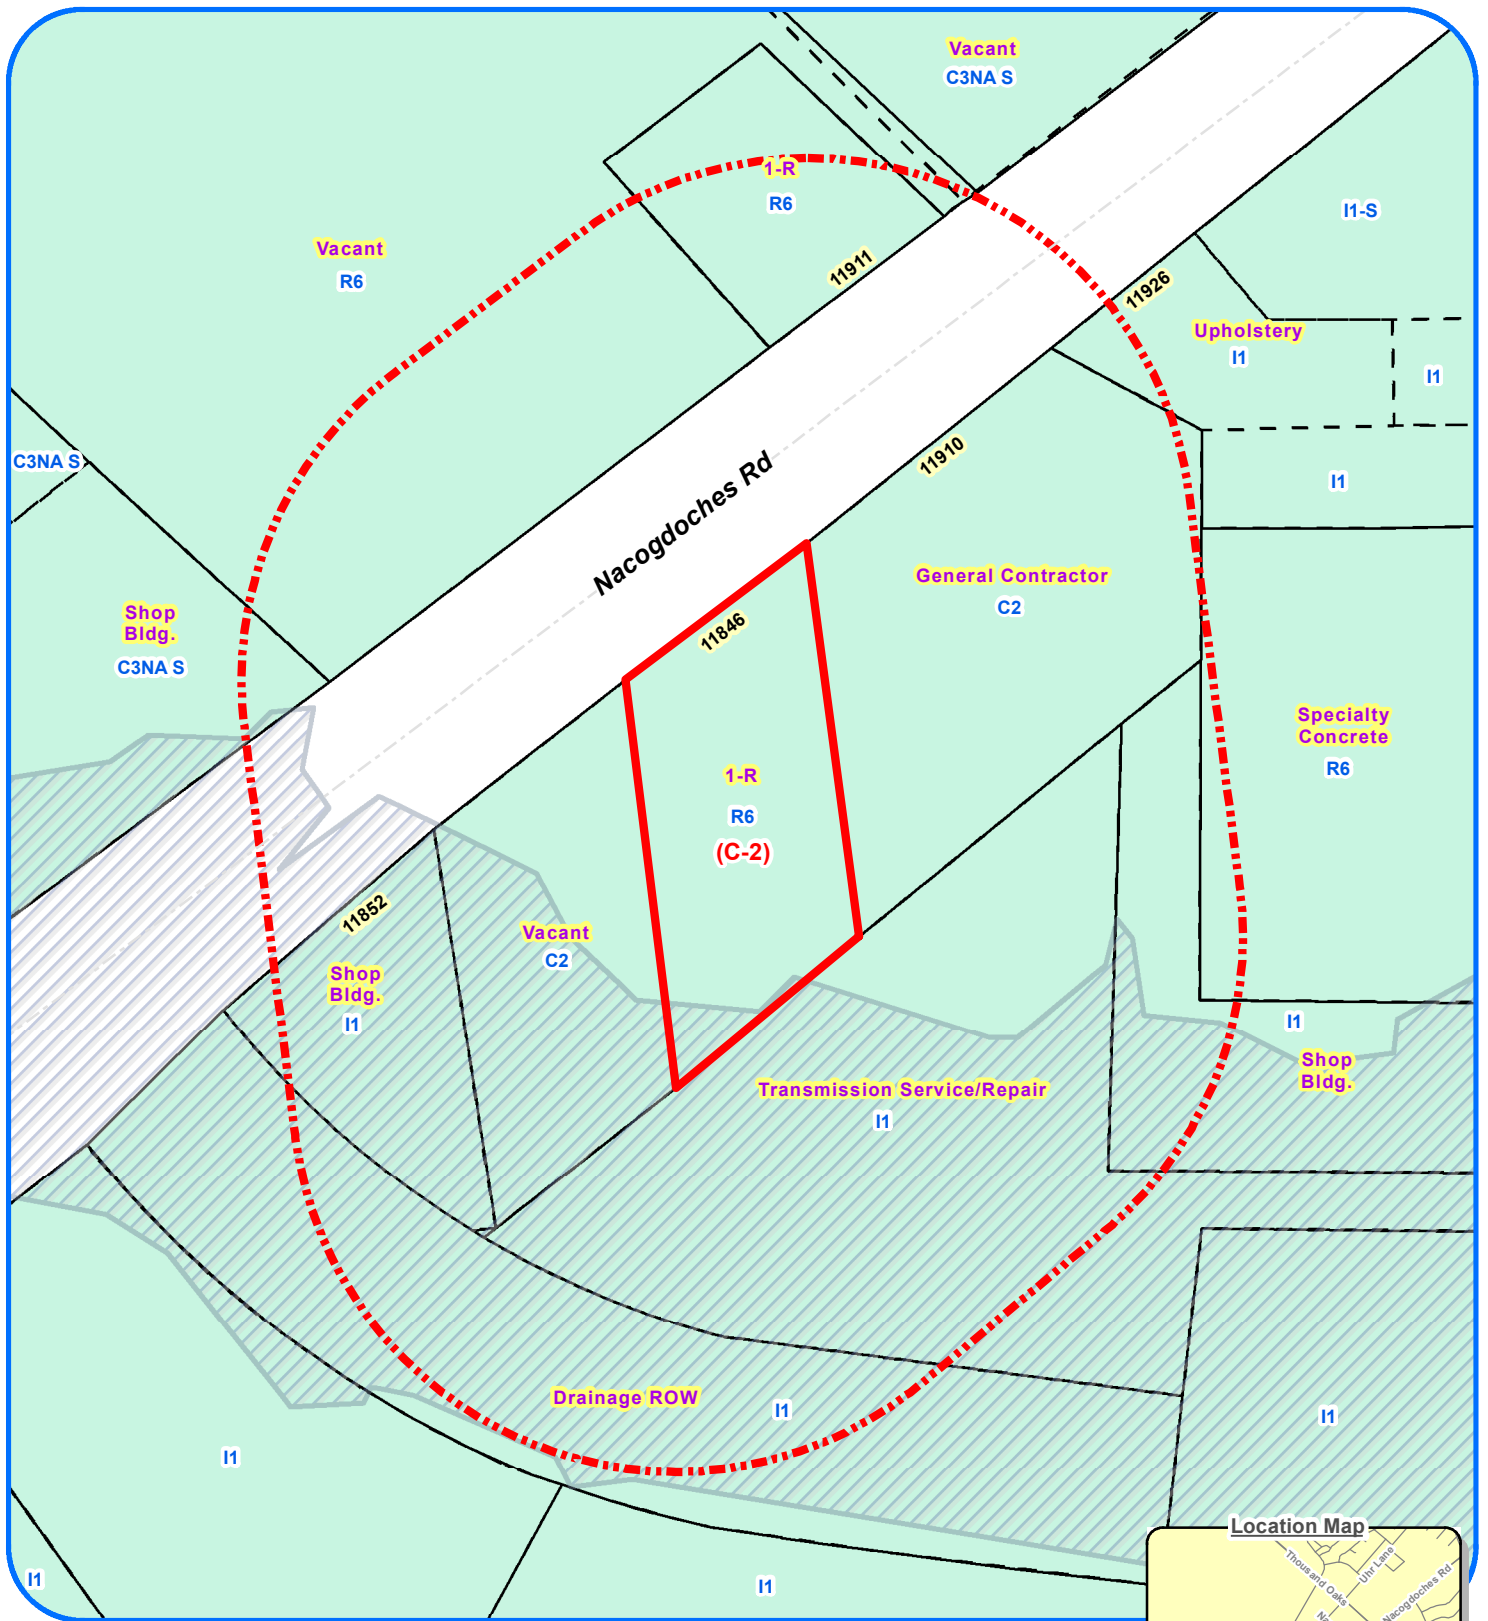 Vacant
C3NA S
1-R
R6
I1-S
Vacant
R6
11911
11926
Upholstery
I1
I1
C3NA S
11910
I1
Nacogdoches Rd
General Contractor
C2
Shop
Bldg.
C3NA S
11846
Specialty
Concrete
R6
1-R
R6
(C-2)
11852
Vacant
C2
Shop
Bldg.
I1
I1
Shop
Bldg.
Transmission Service/Repair
I1
Drainage ROW
I1
I1
I1
Location Map
Thousand Oaks
Uhr Lane
Nacogdoches Rd
I1
I1